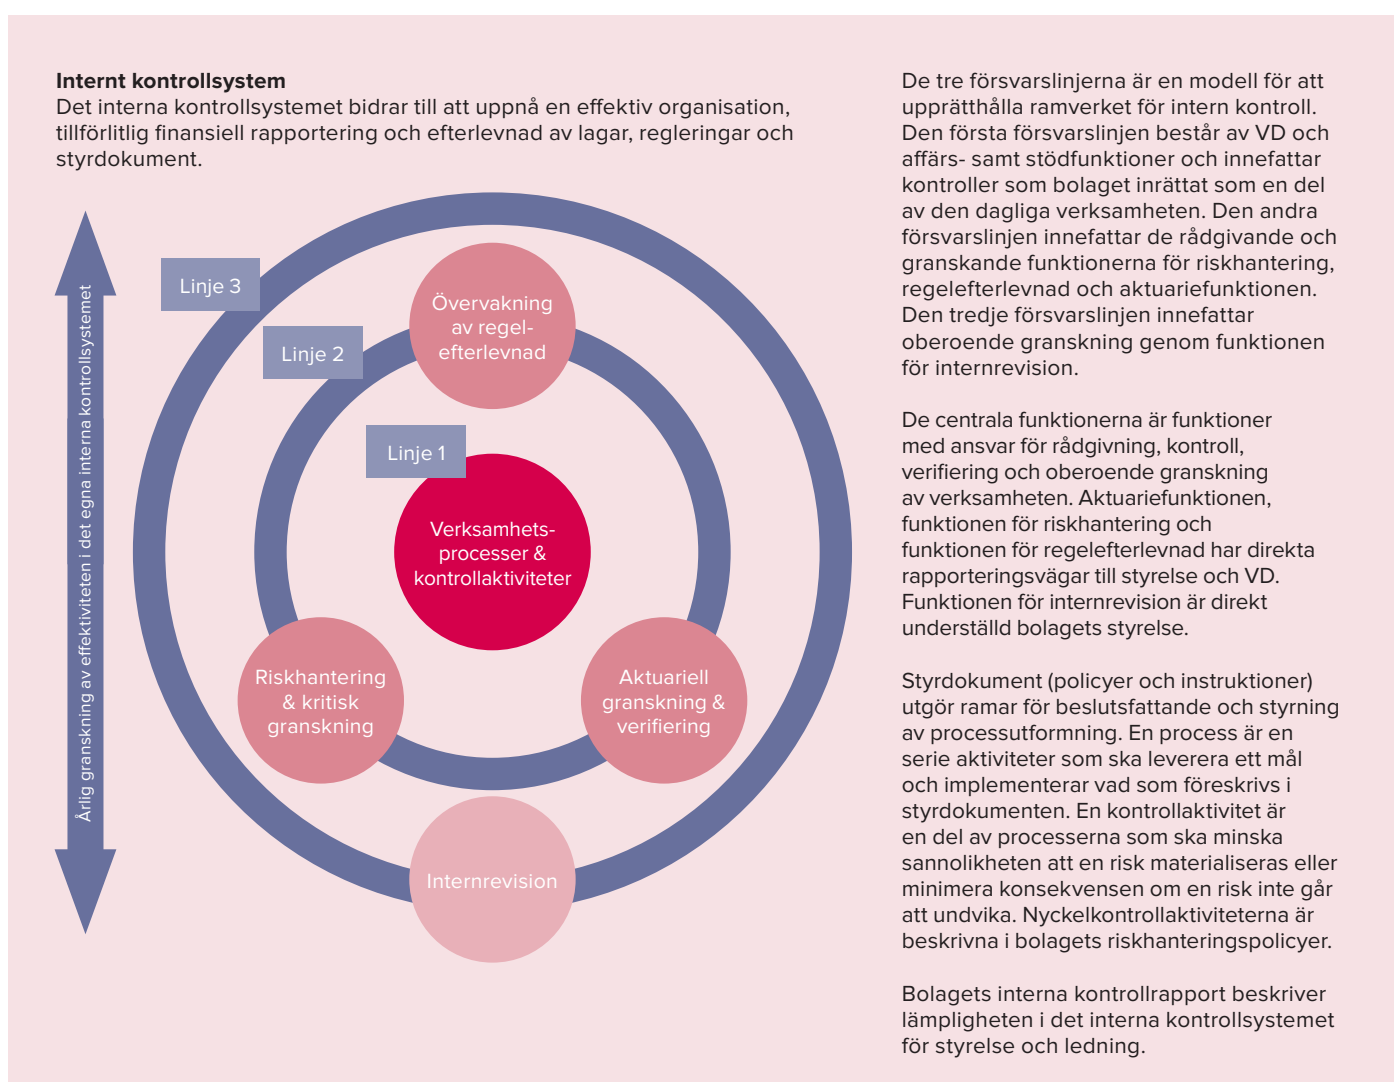 Internt kontrollsystem
Det interna kontrollsystemet bidrar till att uppnå en effektiv organisation,
tillförlitlig finansiell rapportering och efterlevnad av lagar, regleringar och
styrdokument.
Årlig granskning av effektiviteten i det egna interna kontrollsystemet
Linje 3
Linje 2
Linje 1
Övervakning
av regel-
efterlevnad
Verksamhets-
processer &
kontrollaktiviteter
Riskhantering
& kritisk
granskning
Aktuariell
granskning &
verifiering
Internrevision
De tre försvarslinjerna är en modell för att
upprätthålla ramverket för intern kontroll.
Den första försvarslinjen består av VD och
affärs- samt stödfunktioner och innefattar
kontroller som bolaget inrättat som en del
av den dagliga verksamheten. Den andra
försvarslinjen innefattar de rådgivande och
granskande funktionerna för riskhantering,
regelefterlevnad och aktuariefunktionen.
Den tredje försvarslinjen innefattar
oberoende granskning genom funktionen
för internrevision.
De centrala funktionerna är funktioner
med ansvar för rådgivning, kontroll,
verifiering och oberoende granskning
av verksamheten. Aktuariefunktionen,
funktionen för riskhantering och
funktionen för regelefterlevnad har direkta
rapporteringsvägar till styrelse och VD.
Funktionen för internrevision är direkt
underställd bolagets styrelse.
Styrdokument (policyer och instruktioner)
utgör ramar för beslutsfattande och styrning
av processutformning. En process är en
serie aktiviteter som ska leverera ett mål
och implementerar vad som föreskrivs i
styrdokumenten. En kontrollaktivitet är
en del av processerna som ska minska
sannolikheten att en risk materialiseras eller
minimera konsekvensen om en risk inte går
att undvika. Nyckelkontrollaktiviteterna är
beskrivna i bolagets riskhanteringspolicyer.
Bolagets interna kontrollrapport beskriver
lämpligheten i det interna kontrollsystemet
för styrelse och ledning.